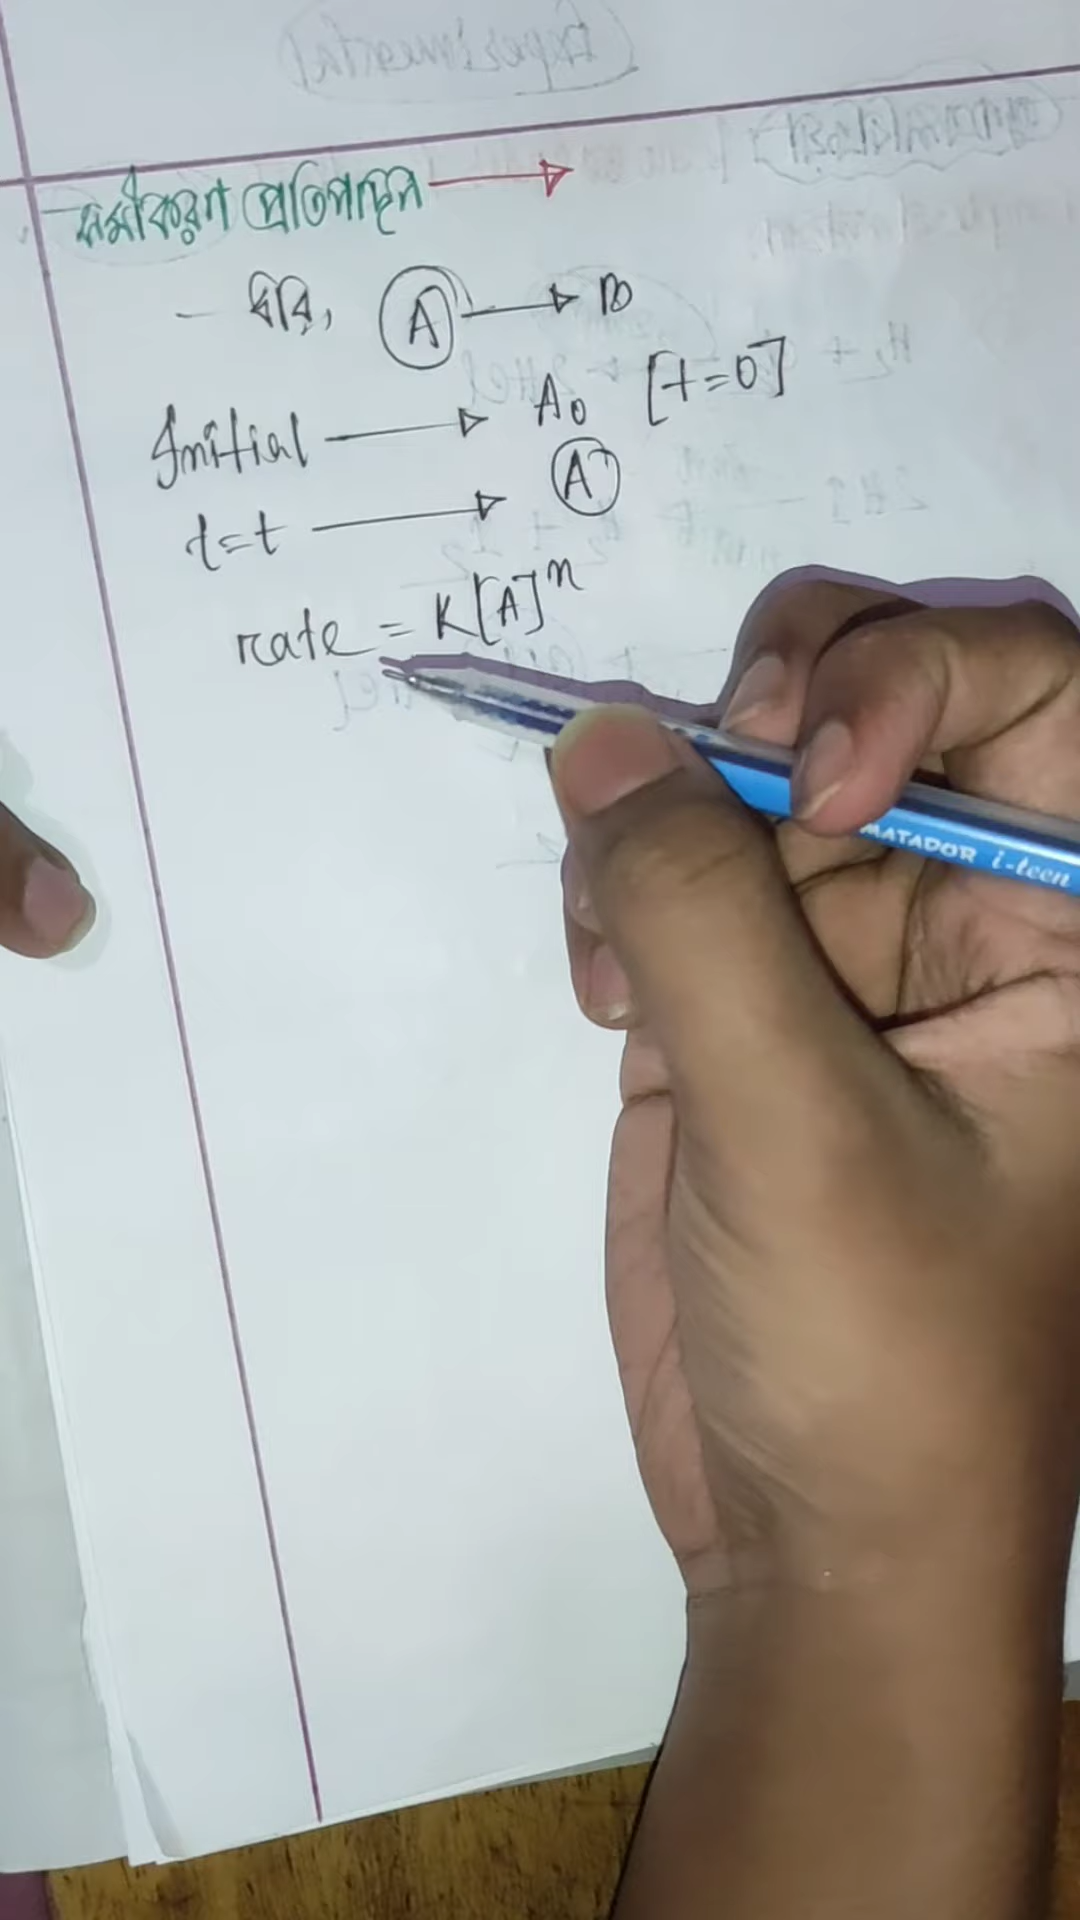 সমীকরণ প্রতিপাদন →
- ধরি, A → B
Initial → A₀ [t=0]
t=t → A
rate = K[A]ⁿ
MATADOR i-teen